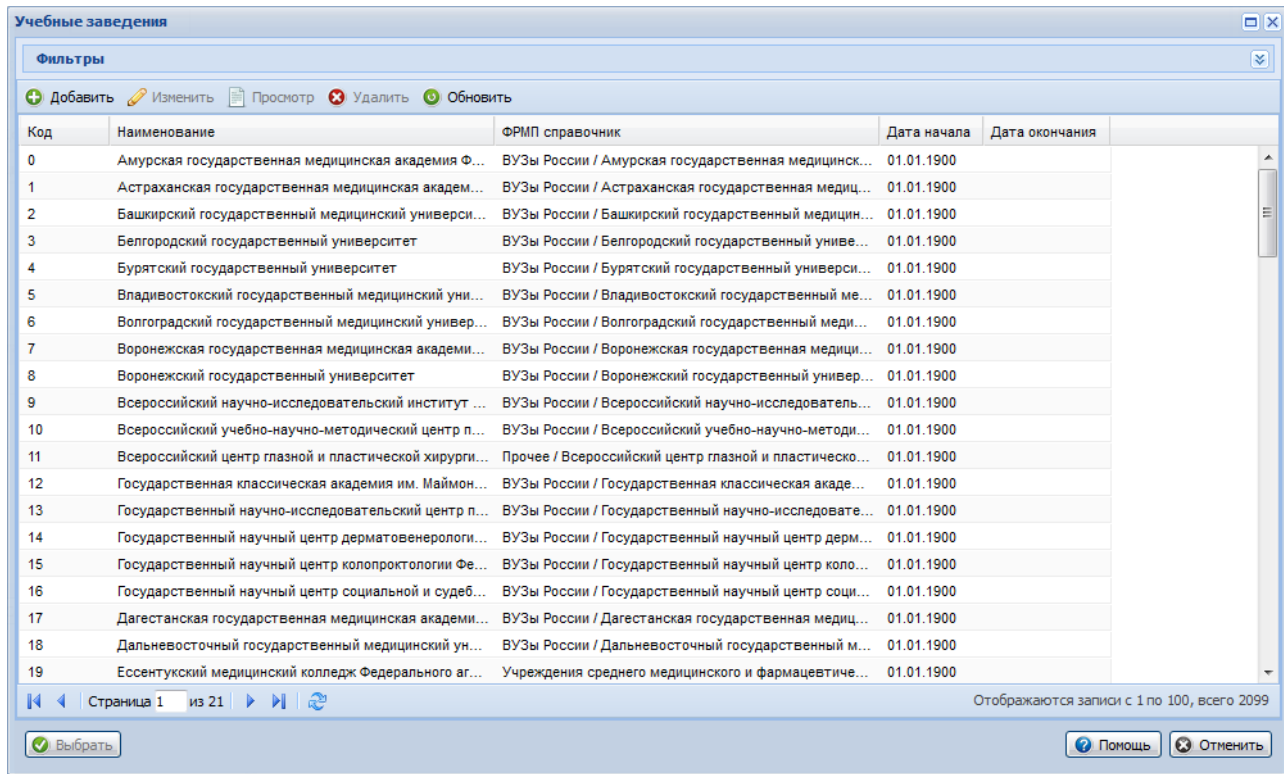 Учебные заведения
Фильтры
Добавить Изменить Просмотр Удалить Обновить
Код Наименование ФРМП справочник Дата начала Дата окончания
0 Амурская государственная медицинская академия Ф... ВУЗы России / Амурская государственная медицинск... 01.01.1900
1 Астраханская государственная медицинская академ... ВУЗы России / Астраханская государственная медиц... 01.01.1900
2 Башкирский государственный медицинский универси... ВУЗы России / Башкирский государственный медицин... 01.01.1900
3 Белгородский государственный университет ВУЗы России / Белгородский государственный униве... 01.01.1900
4 Бурятский государственный университет ВУЗы России / Бурятский государственный универси... 01.01.1900
5 Владивостокский государственный медицинский уни... ВУЗы России / Владивостокский государственный ме... 01.01.1900
6 Волгоградский государственный медицинский универ... ВУЗы России / Волгоградский государственный меди... 01.01.1900
7 Воронежская государственная медицинская академи... ВУЗы России / Воронежская государственная медици... 01.01.1900
8 Воронежский государственный университет ВУЗы России / Воронежский государственный универ... 01.01.1900
9 Всероссийский научно-исследовательский институт ... ВУЗы России / Всероссийский научно-исследователь... 01.01.1900
10 Всероссийский учебно-научно-методический центр п... ВУЗы России / Всероссийский учебно-научно-методи... 01.01.1900
11 Всероссийский центр глазной и пластической хирурги... Прочее / Всероссийский центр глазной и пластическо... 01.01.1900
12 Государственная классическая академия им. Маймон... ВУЗы России / Государственная классическая акаде... 01.01.1900
13 Государственный научно-исследовательский центр п... ВУЗы России / Государственный научно-исследовате... 01.01.1900
14 Государственный научный центр дерматовенерологи... ВУЗы России / Государственный научный центр дерм... 01.01.1900
15 Государственный научный центр колопроктологии Фе... ВУЗы России / Государственный научный центр коло... 01.01.1900
16 Государственный научный центр социальной и судеб... ВУЗы России / Государственный научный центр соци... 01.01.1900
17 Дагестанская государственная медицинская академи... ВУЗы России / Дагестанская государственная медиц... 01.01.1900
18 Дальневосточный государственный медицинский ун... ВУЗы России / Дальневосточный государственный м... 01.01.1900
19 Ессентукский медицинский колледж Федерального аг... Учреждения среднего медицинского и фармацевтиче... 01.01.1900
Страница 1 из 21 Отображаются записи с 1 по 100, всего 2099
Выбрать Помощь Отменить